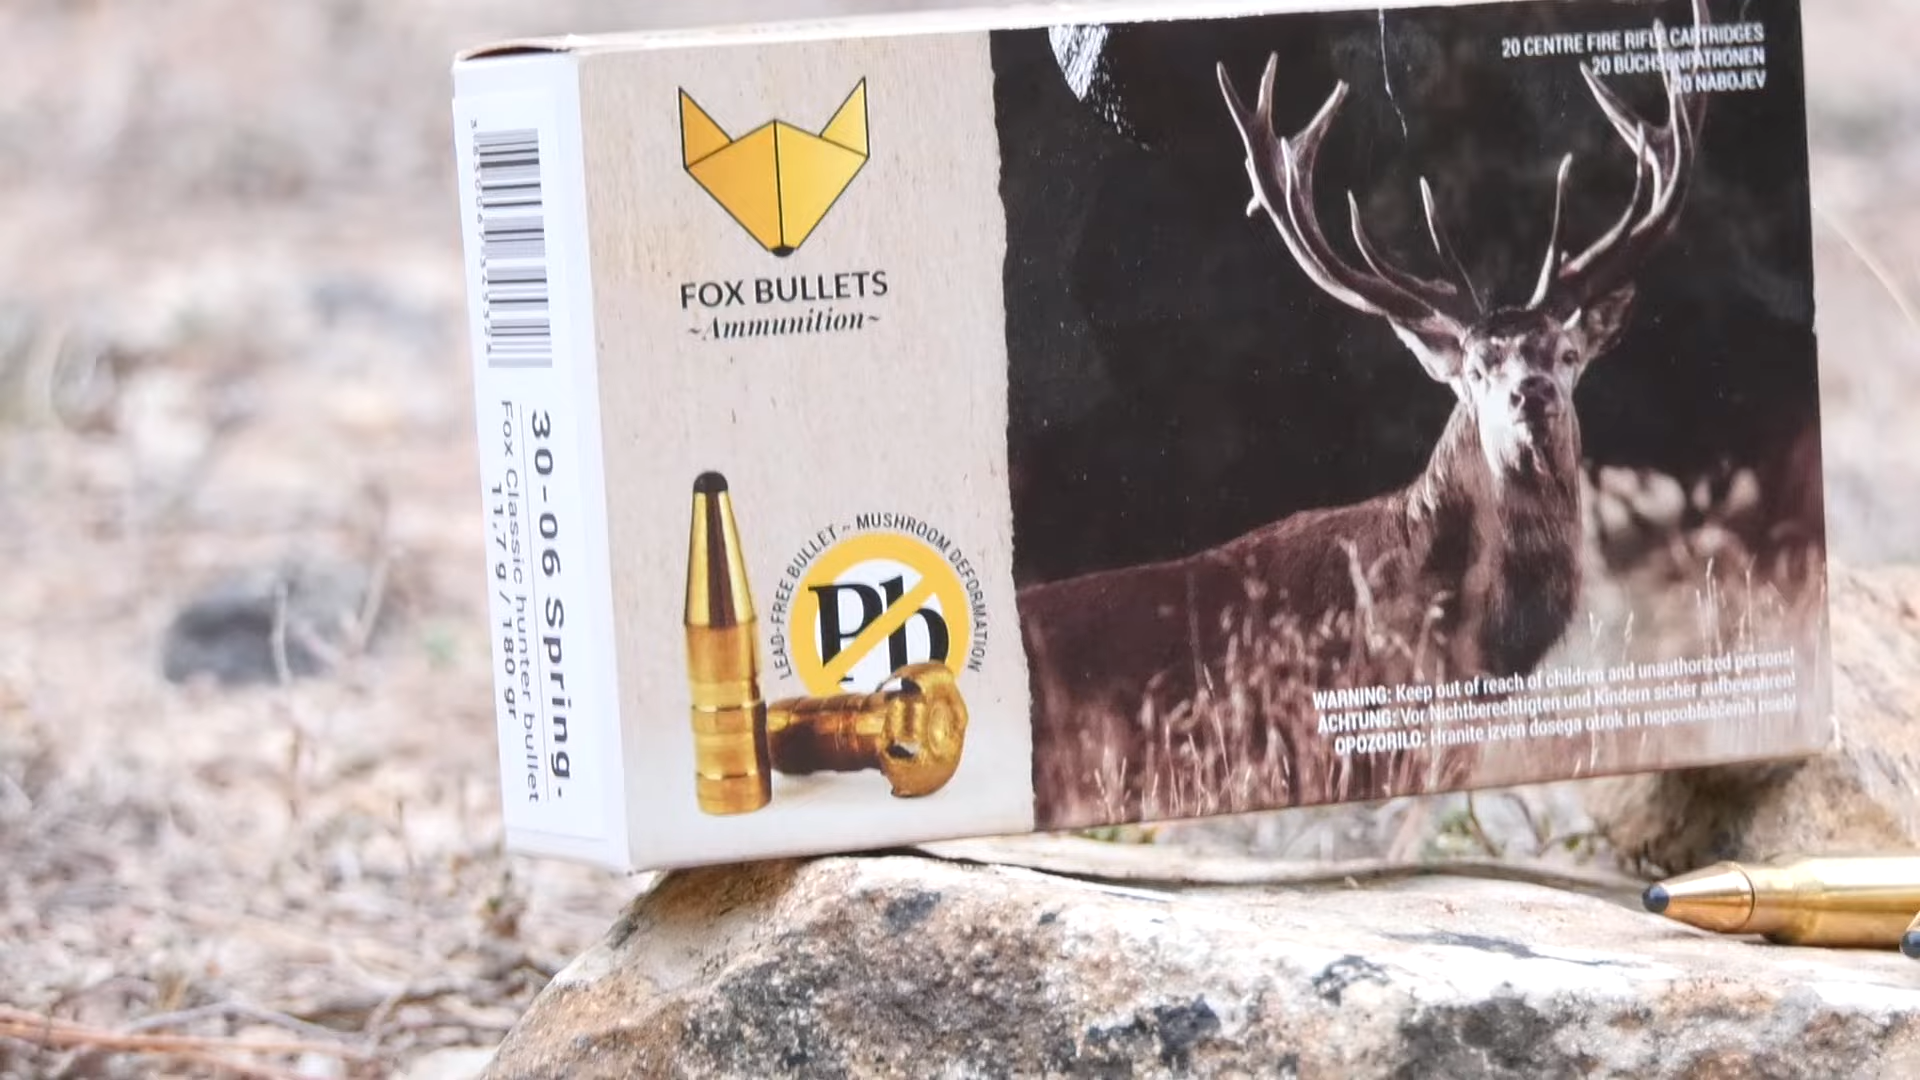 30-06 Spring.
Fox Classic hunter bullet
11,7 g / 180 gr
FOX BULLETS
~Ammunition~
LEAD-FREE BULLET ~ MUSHROOM DEFORMATION
Pb
20 CENTRE FIRE RIFLE CARTRIDGES
20 BÜCHSENPATRONEN
20 NABOJEV
WARNING: Keep out of reach of children and unauthorized persons!
ACHTUNG: Vor Nichtberechtigten und Kindern sicher aufbewahren!
OPOZORILO: Hranite izven dosega otrok in nepooblaščenih oseb!